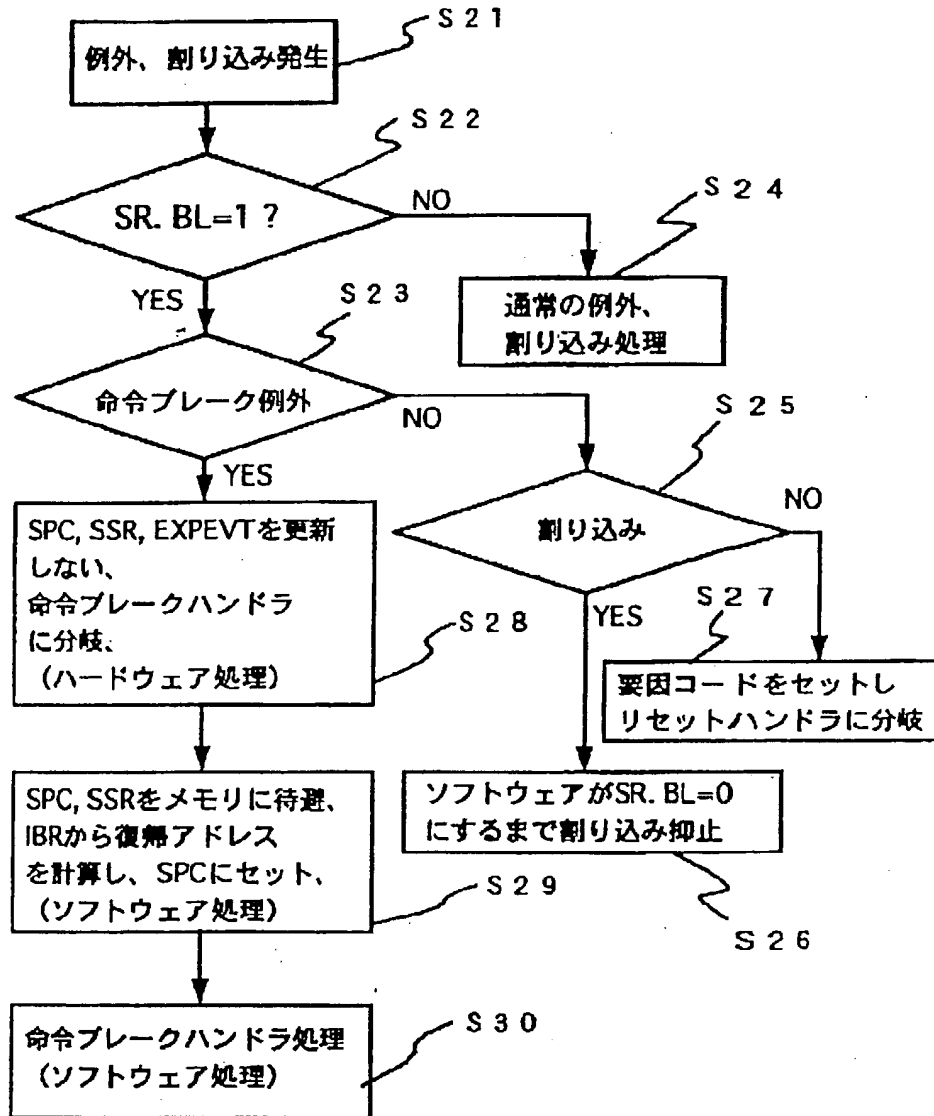 S21
例外、割り込み発生
S22
SR. BL=1 ?
NO
YES
S24
通常の例外、
割り込み処理
S23
命令ブレーク例外
NO
YES
S25
割り込み
NO
YES
SPC, SSR, EXPEVTを更新
しない、
命令ブレークハンドラ
に分岐、
(ハードウェア処理)
S28
S27
要因コードをセットし
リセットハンドラに分岐
SPC, SSRをメモリに待避、
IBRから復帰アドレス
を計算し、SPCにセット、
(ソフトウェア処理)
S29
ソフトウェアがSR. BL=0
にするまで割り込み抑止
S26
命令ブレークハンドラ処理
(ソフトウェア処理)
S30